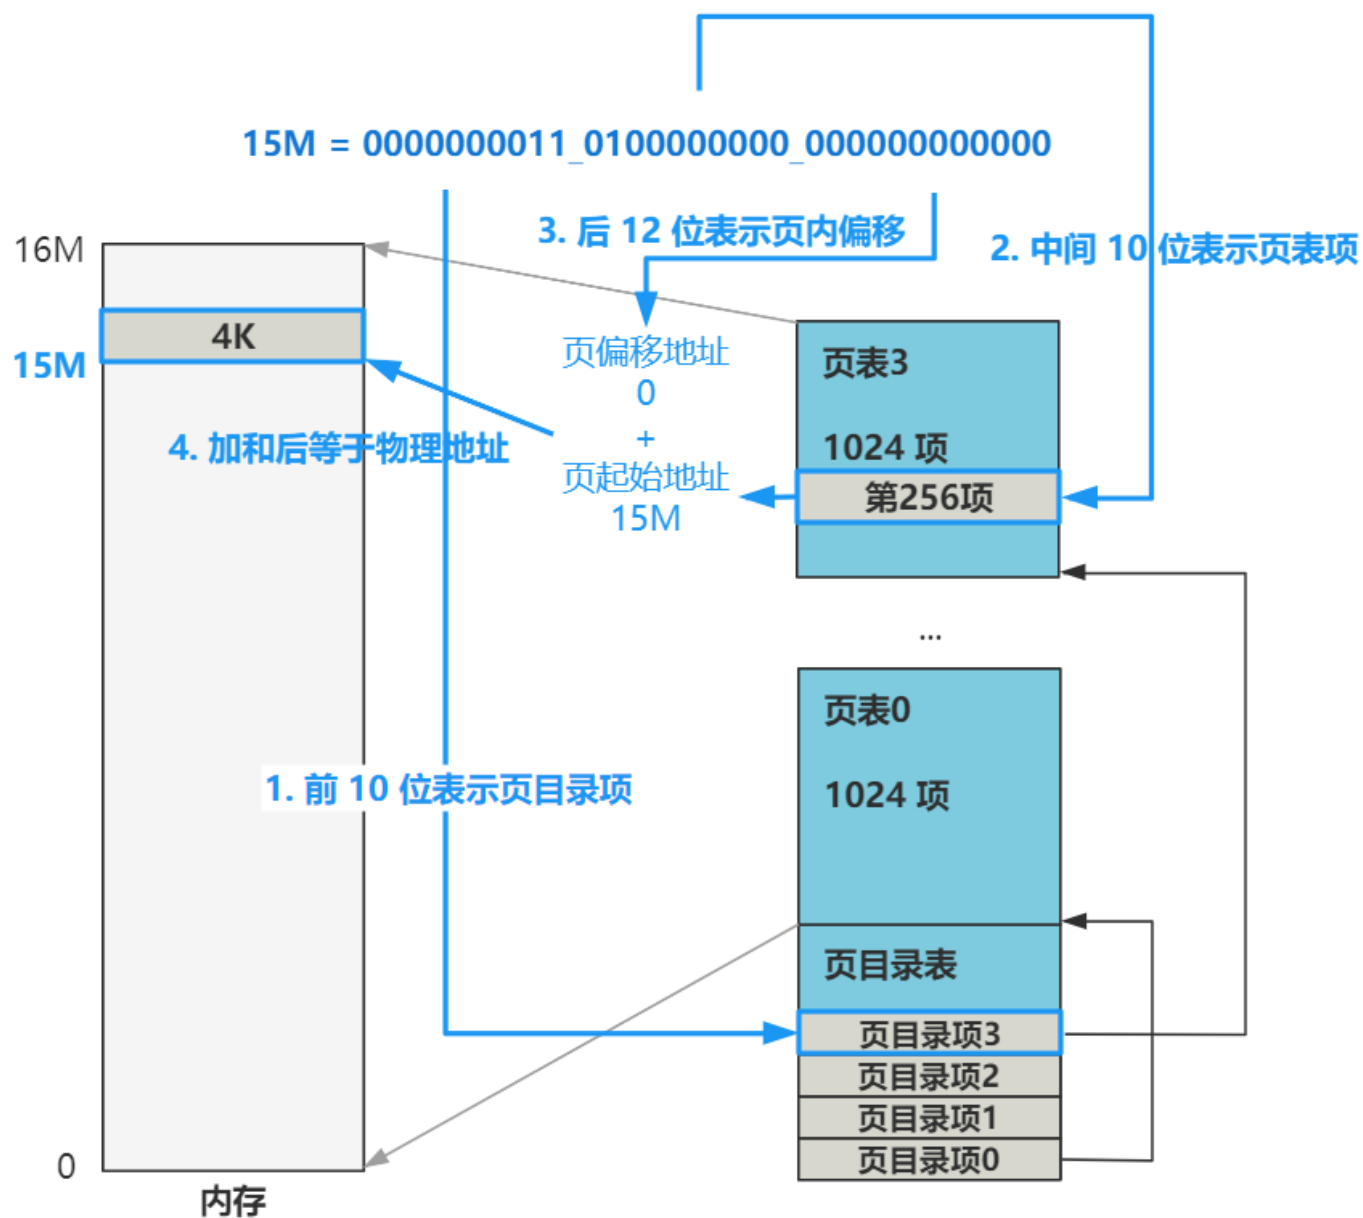 15M = 0000000011_0100000000_000000000000
3. 后 12 位表示页内偏移
2. 中间 10 位表示页表项
16M
4K
15M
页偏移地址
0
+
页起始地址
15M
4. 加和后等于物理地址
页表3
1024 项
第256项
...
页表0
1024 项
1. 前 10 位表示页目录项
页目录表
页目录项3
页目录项2
页目录项1
页目录项0
0
内存